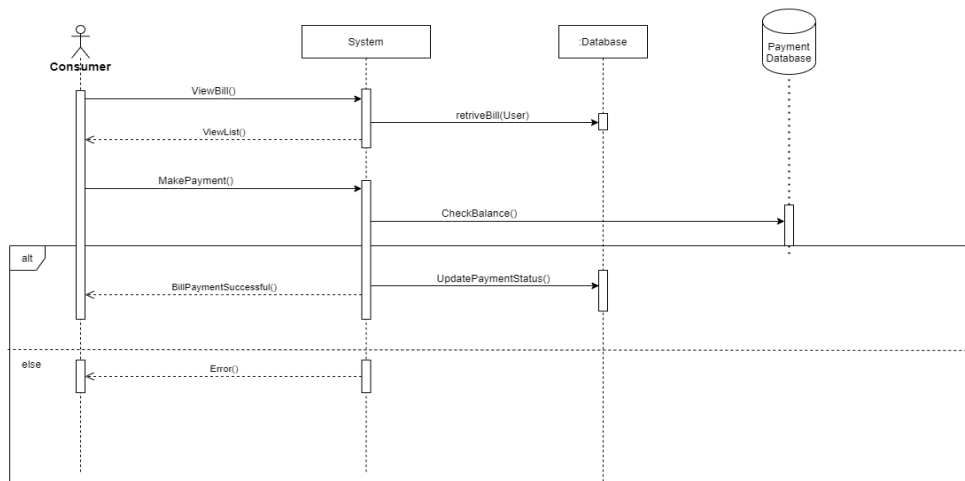 Consumer
System
:Database
Payment
Database
ViewBill()
retriveBill(User)
ViewList()
MakePayment()
CheckBalance()
alt
UpdatePaymentStatus()
BillPaymentSuccessful()
else
Error()